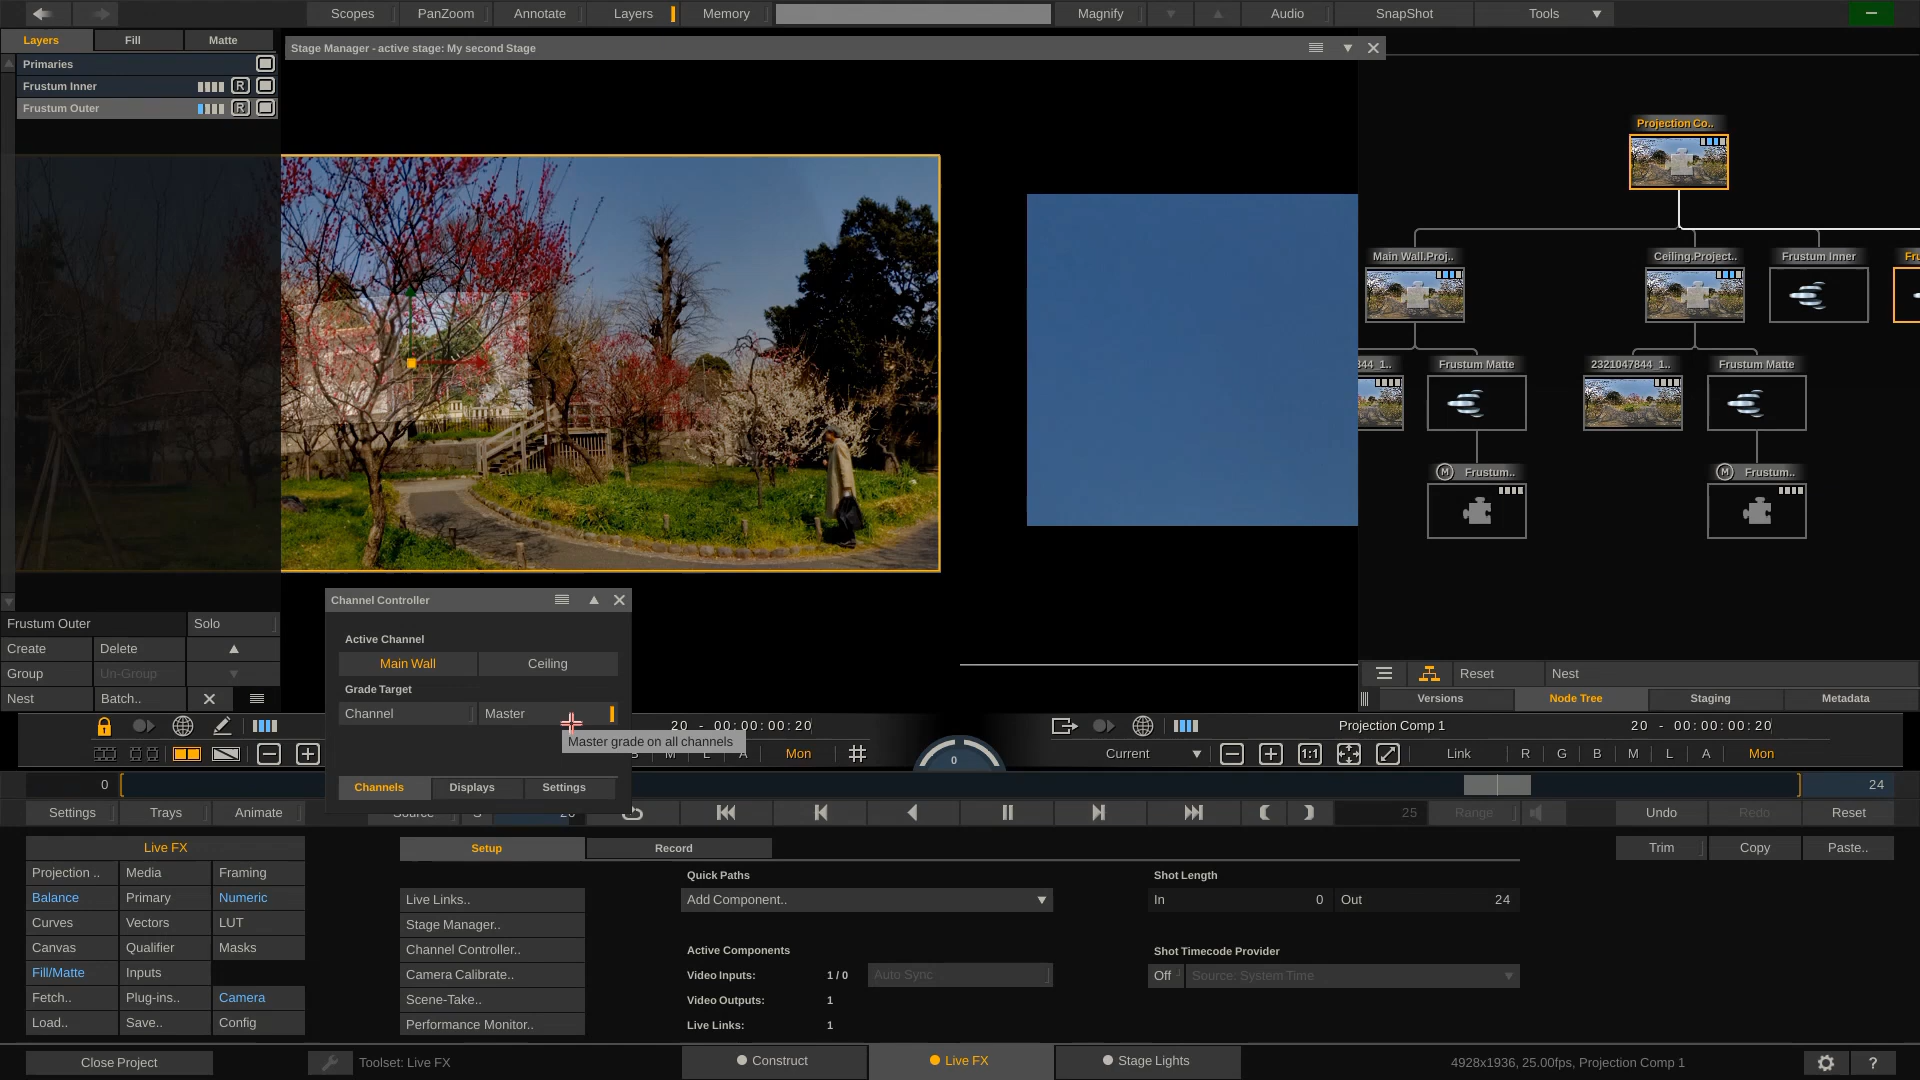 Scopes PanZoom Annotate Layers Memory Magnify Audio SnapShot Tools
Layers Fill Matte
Stage Manager - active stage: My second Stage
Primaries
Frustum Inner R
Frustum Outer R
Projection Co..
Main Wall.Proj.. Ceiling.Project.. Frustum Inner Fru
844_1.. Frustum Matte 2321047844_1.. Frustum Matte
M Frustum.. M Frustum..
Frustum Outer Solo
Create Delete
Group Un-Group
Nest Batch..
Channel Controller
Active Channel
Main Wall Ceiling
Grade Target
Channel Master
Master grade on all channels
Channels Displays Settings
Reset Nest
Versions Node Tree Staging Metadata
20 - 00:00:00:20
Projection Comp 1 20 - 00:00:00:20
M L A Mon
0
Current 1:1 Link R G B M L A Mon
0 24
Settings Trays Animate Source S 20 25 Range Undo Redo Reset
Live FX
Projection .. Media Framing
Balance Primary Numeric
Curves Vectors LUT
Canvas Qualifier Masks
Fill/Matte Inputs
Fetch.. Plug-ins.. Camera
Load.. Save.. Config
Setup Record
Live Links..
Stage Manager..
Channel Controller..
Camera Calibrate..
Scene-Take..
Performance Monitor..
Quick Paths
Add Component..
Active Components
Video Inputs: 1 / 0 Auto Sync
Video Outputs: 1
Live Links: 1
Shot Length
In 0 Out 24
Shot Timecode Provider
Off Source: System Time
Trim Copy Paste..
Close Project Toolset: Live FX Construct Live FX Stage Lights 4928x1936, 25.00fps, Projection Comp 1 ?